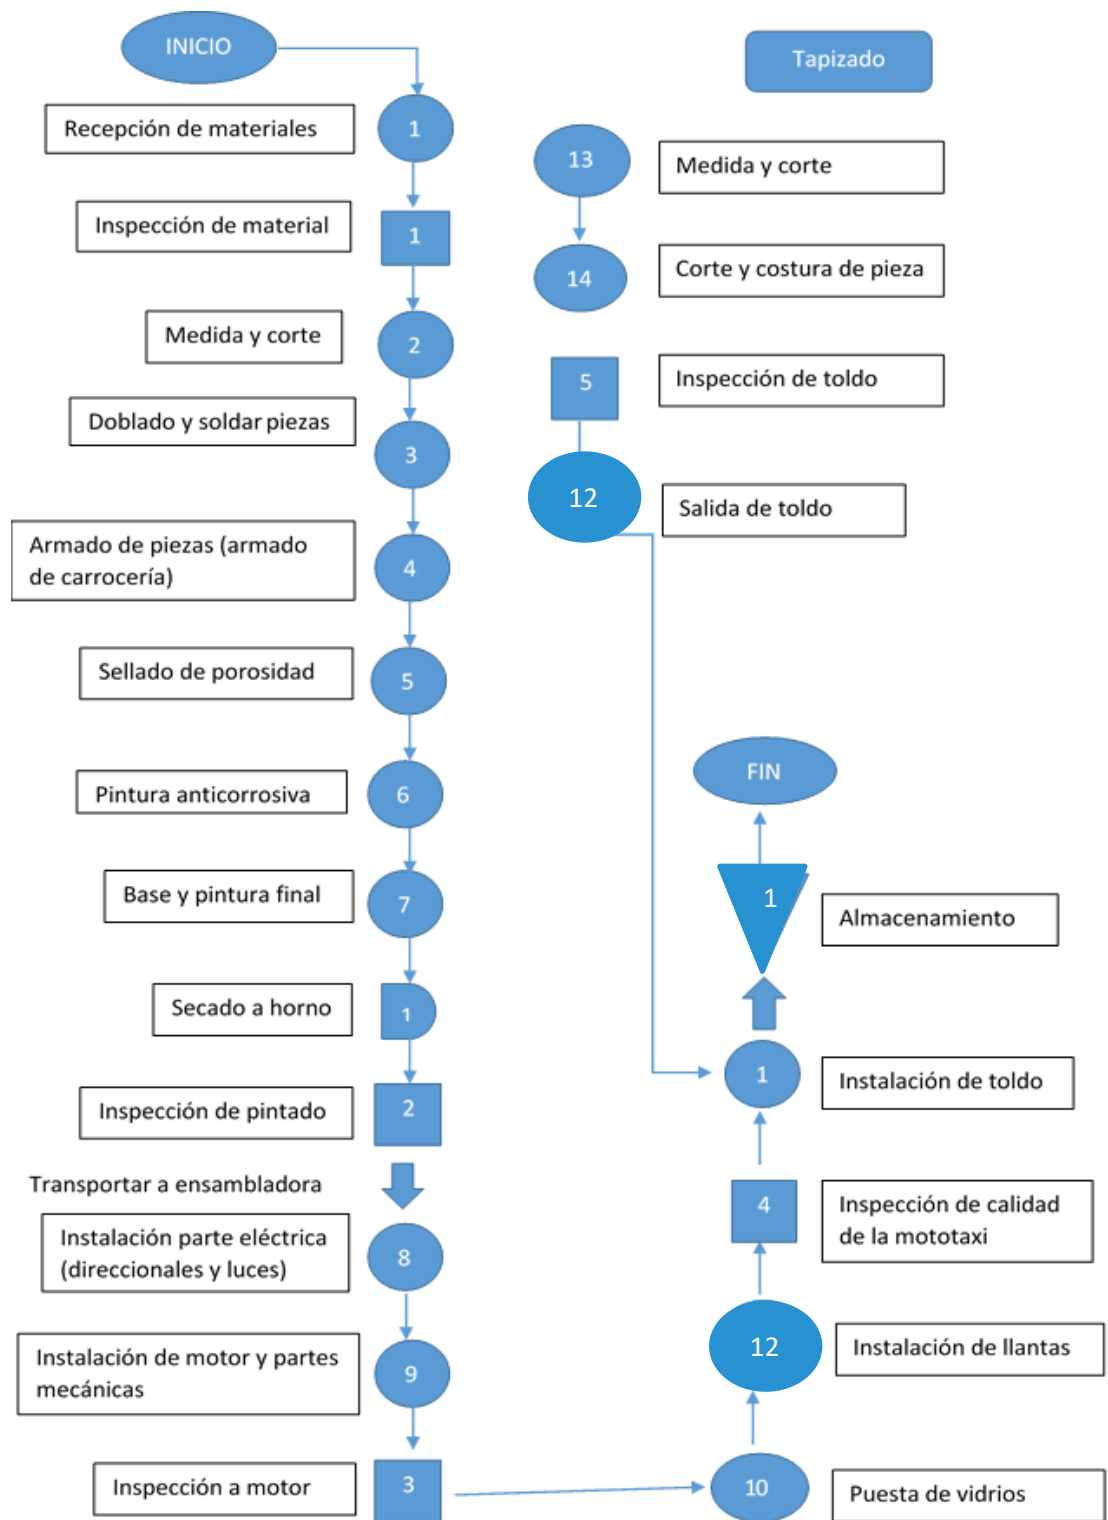 INICIO
Recepción de materiales
1
Inspección de material
1
Medida y corte
2
Doblado y soldar piezas
3
Armado de piezas (armado
de carrocería)
4
Sellado de porosidad
5
Pintura anticorrosiva
6
Base y pintura final
7
Secado a horno
1
Inspección de pintado
2
Transportar a ensambladora
Instalación parte eléctrica
(direccionales y luces)
8
Instalación de motor y partes
mecánicas
9
Inspección a motor
3
Tapizado
13
Medida y corte
14
Corte y costura de pieza
5
Inspección de toldo
12
Salida de toldo
FIN
1
Almacenamiento
1
Instalación de toldo
4
Inspección de calidad
de la mototaxi
12
Instalación de llantas
10
Puesta de vidrios